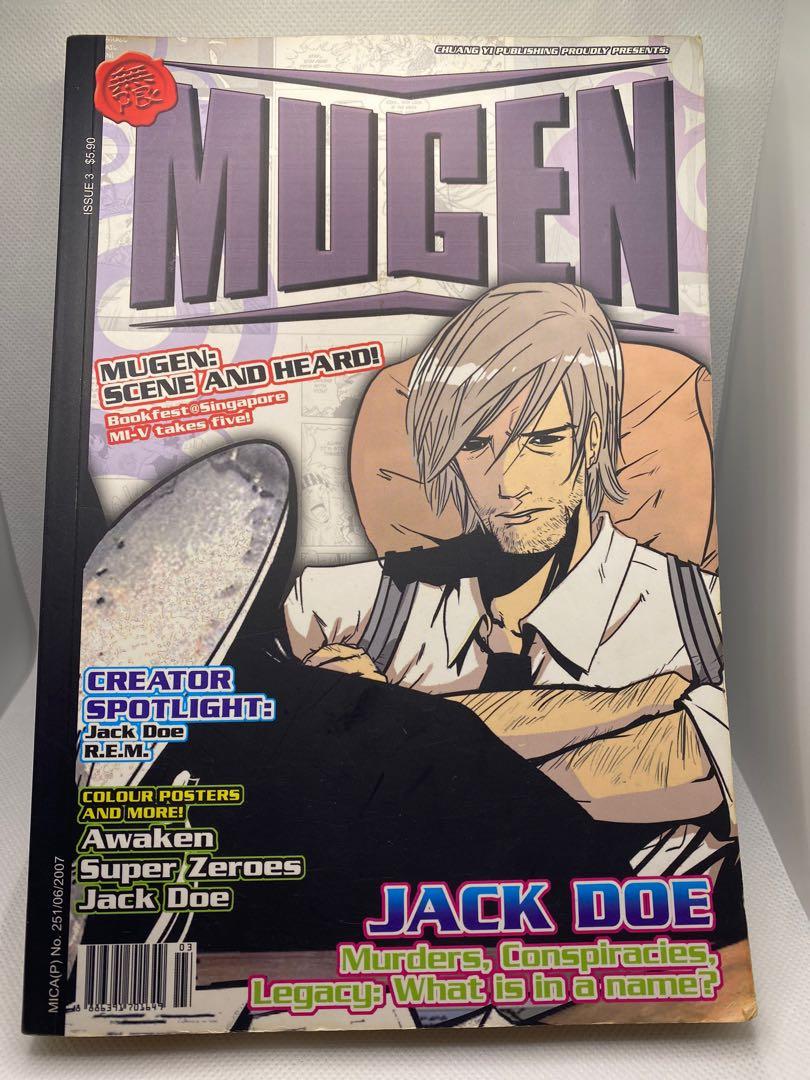 CHUANG YI PUBLISHING PROUDLY PRESENTS:
MUGEN
ISSUE 3 $5.90
MUGEN:
SCENE AND HEARD!
Bookfest@Singapore
MI-V takes five!
CREATOR
SPOTLIGHT:
Jack Doe
R.E.M.
COLOUR POSTERS
AND MORE!
Awaken
Super Zeroes
Jack Doe
JACK DOE
Murders, Conspiracies,
Legacy: What is in a name?
MICA(P) No. 251/06/2007
03